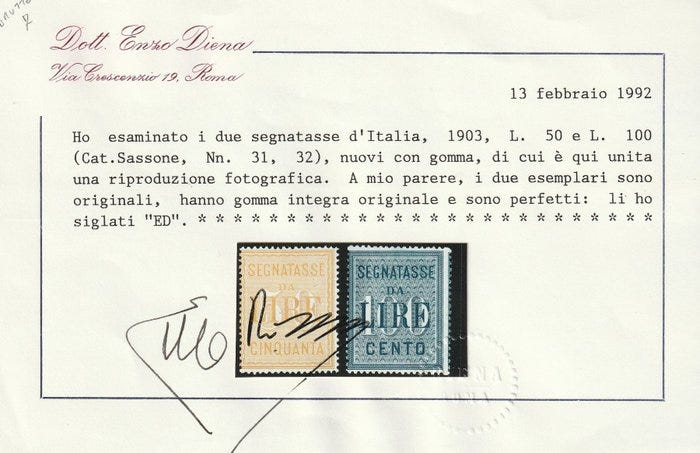 Dott. Enzo Diena
Via Crescenzio 19, Roma
13 febbraio 1992
Ho esaminato i due segnatasse d'Italia, 1903, L. 50 e L. 100
(Cat.Sassone, Nn. 31, 32), nuovi con gomma, di cui è qui unita
una riproduzione fotografica. A mio parere, i due esemplari sono
originali, hanno gomma integra originale e sono perfetti: li ho
siglati "ED". * * * * * * * * * * * * * * * * * * * * * * * * * *
SEGNATASSE
DA
50
LIRE
CINQUANTA
SEGNATASSE
DA
100
LIRE
CENTO